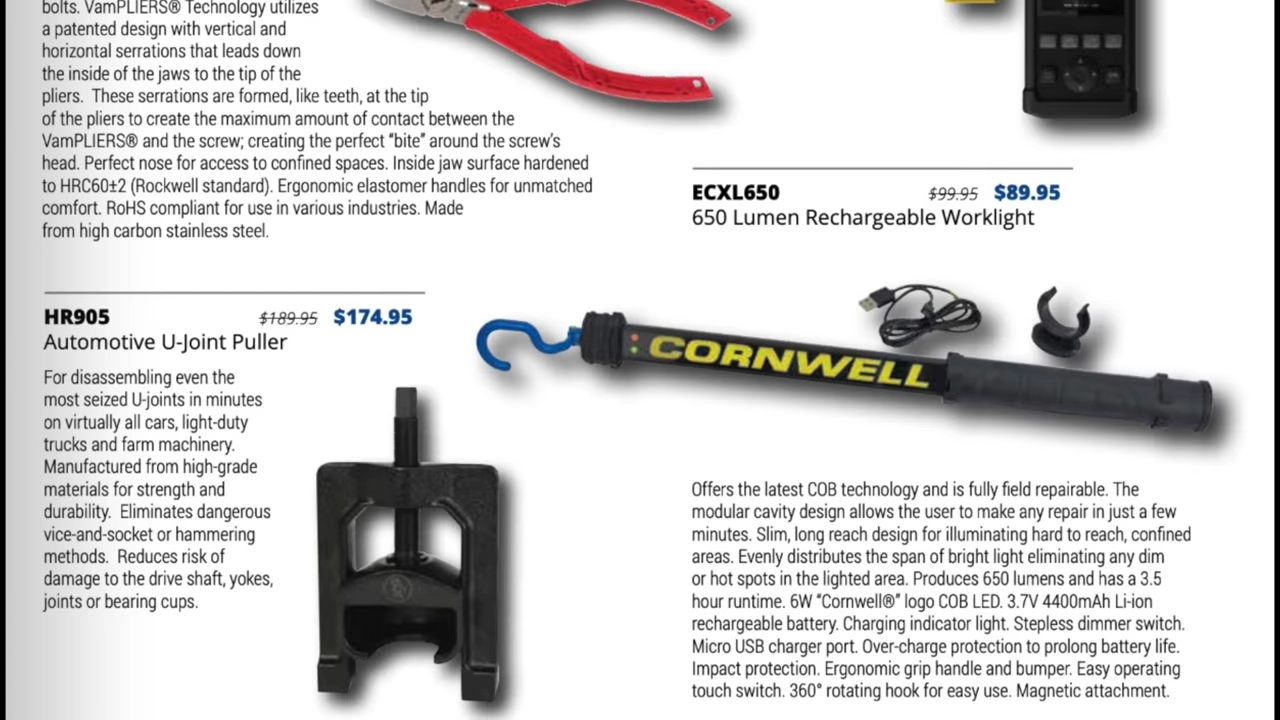 bolts. VamPLIERS® Technology utilizes
a patented design with vertical and
horizontal serrations that leads down
the inside of the jaws to the tip of the
pliers.  These serrations are formed, like teeth, at the tip
of the pliers to create the maximum amount of contact between the
VamPLIERS® and the screw; creating the perfect "bite" around the screw's
head. Perfect nose for access to confined spaces. Inside jaw surface hardened
to HRC60±2 (Rockwell standard). Ergonomic elastomer handles for unmatched
comfort. RoHS compliant for use in various industries. Made
from high carbon stainless steel.
HR905 $189.95 $174.95
Automotive U-Joint Puller
For disassembling even the
most seized U-joints in minutes
on virtually all cars, light-duty
trucks and farm machinery.
Manufactured from high-grade
materials for strength and
durability.  Eliminates dangerous
vice-and-socket or hammering
methods.  Reduces risk of
damage to the drive shaft, yokes,
joints or bearing cups.
ECXL650 $99.95 $89.95
650 Lumen Rechargeable Worklight
CORNWELL
Offers the latest COB technology and is fully field repairable. The
modular cavity design allows the user to make any repair in just a few
minutes. Slim, long reach design for illuminating hard to reach, confined
areas. Evenly distributes the span of bright light eliminating any dim
or hot spots in the lighted area. Produces 650 lumens and has a 3.5
hour runtime. 6W "Cornwell®" logo COB LED. 3.7V 4400mAh Li-ion
rechargeable battery. Charging indicator light. Stepless dimmer switch.
Micro USB charger port. Over-charge protection to prolong battery life.
Impact protection. Ergonomic grip handle and bumper. Easy operating
touch switch. 360° rotating hook for easy use. Magnetic attachment.